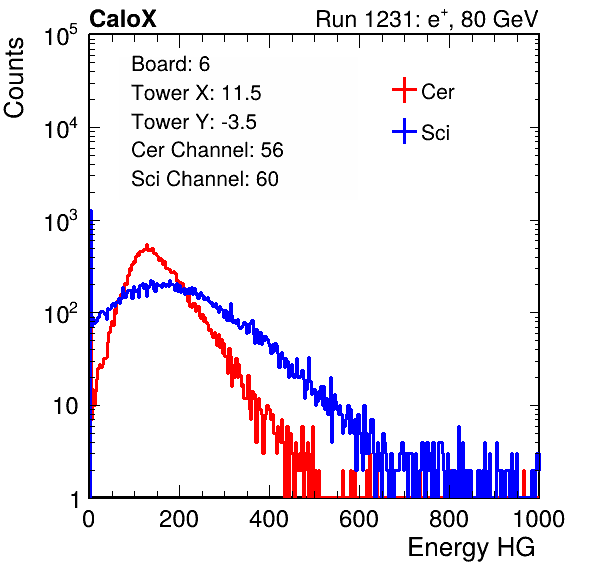 CaloX Run 1231: e⁺, 80 GeV
Counts
Board: 6
Tower X: 11.5
Tower Y: -3.5
Cer Channel: 56
Sci Channel: 60
Cer
Sci
10⁵
10⁴
10³
10²
10
1
0 200 400 600 800 1000
Energy HG